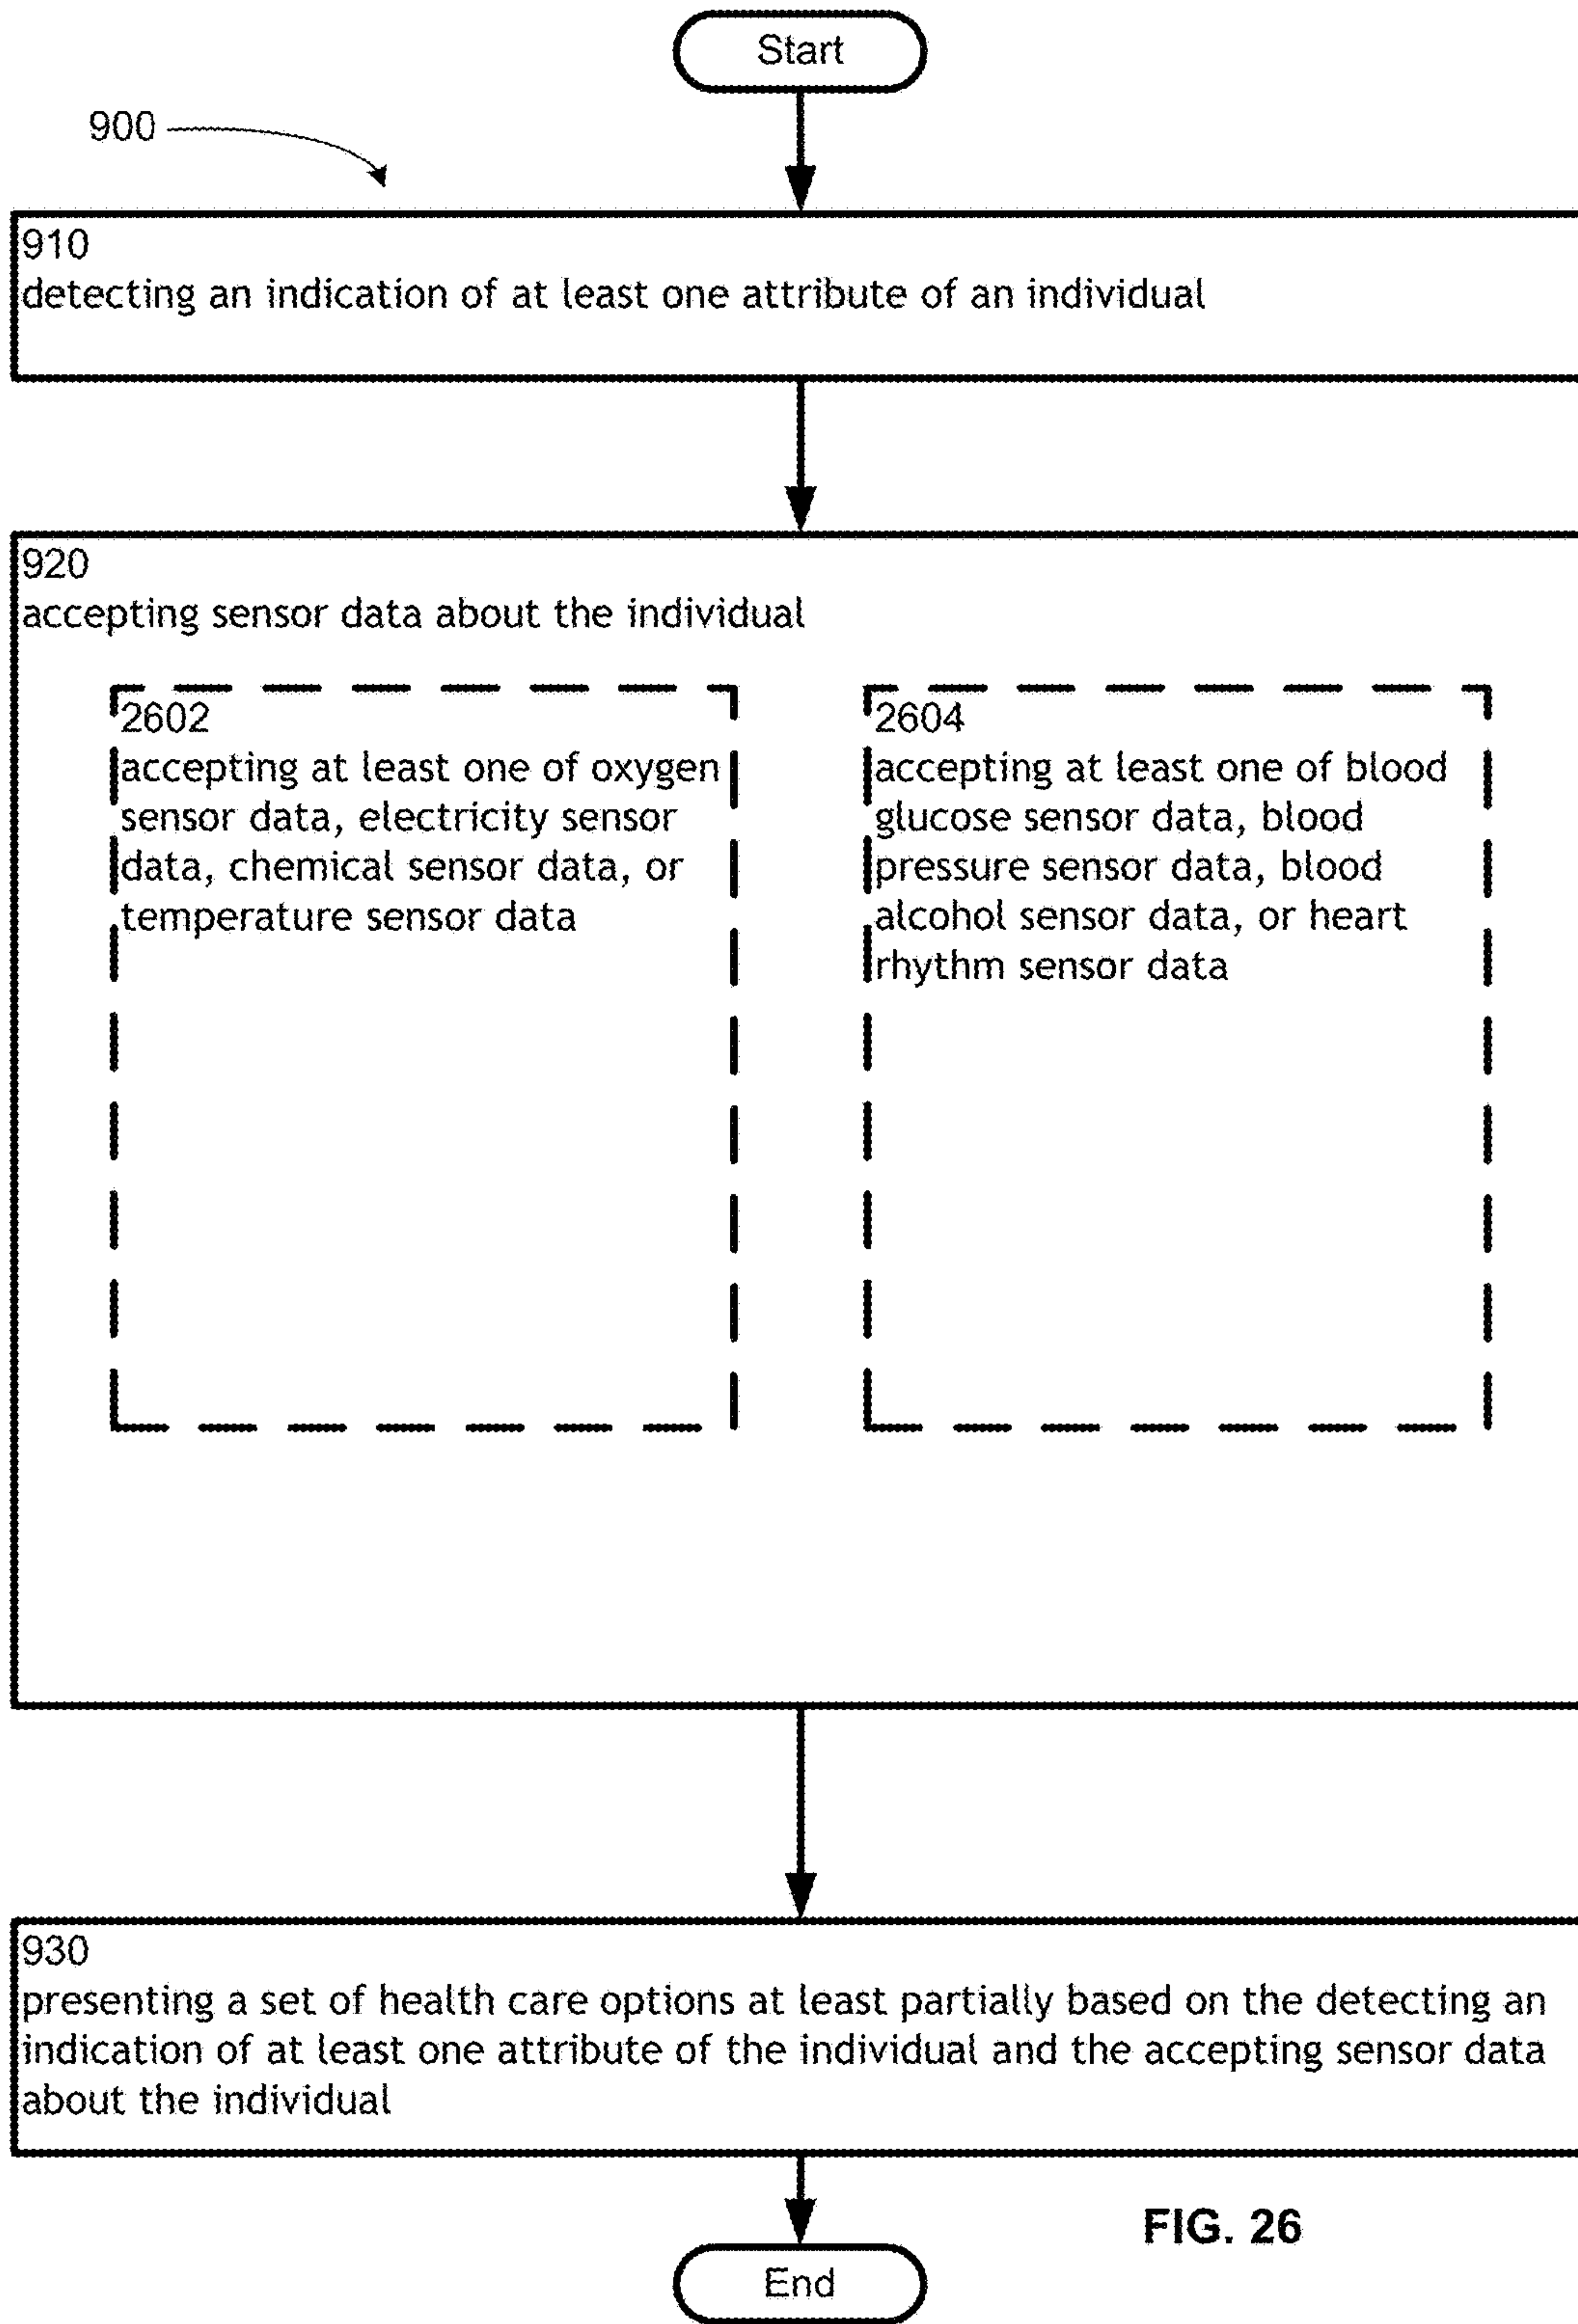 Start
900
910
detecting an indication of at least one attribute of an individual
920
accepting sensor data about the individual
2602
accepting at least one of oxygen
sensor data, electricity sensor
data, chemical sensor data, or
temperature sensor data
2604
accepting at least one of blood
glucose sensor data, blood
pressure sensor data, blood
alcohol sensor data, or heart
rhythm sensor data
930
presenting a set of health care options at least partially based on the detecting an
indication of at least one attribute of the individual and the accepting sensor data
about the individual
FIG. 26
End